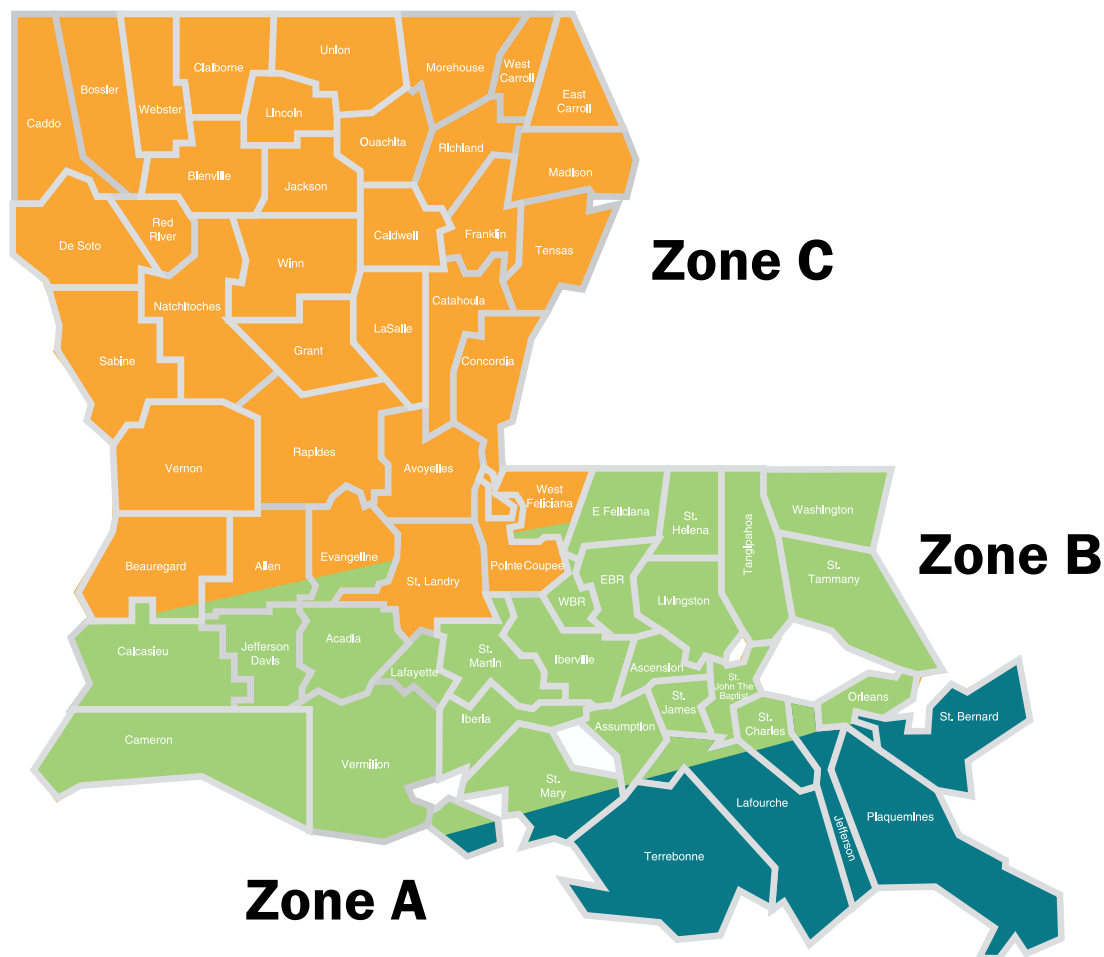 Union
Claiborne
Morehouse
West
Carroll
Bossier
Webster
East
Carroll
Lincoln
Caddo
Ouachita
Richland
Madison
Bienville
Jackson
Red
River
De Soto
Caldwell
Franklin
Tensas
Zone C
Winn
Natchitoches
Catahoula
LaSalle
Grant
Sabine
Concordia
Rapides
Vernon
Avoyelles
West
Feliciana
E Feliciana
St.
Helena
Tangipahoa
Washington
Zone B
Beauregard
Allen
Evangeline
St. Landry
Pointe Coupee
EBR
WBR
Livingston
St.
Tammany
Calcasieu
Jefferson
Davis
Acadia
Lafayette
St.
Martin
Iberville
Ascension
St.
John The
Baptist
St.
James
Orleans
St. Bernard
Cameron
Vermilion
Iberia
Assumption
St.
Charles
St.
Mary
Lafourche
Jefferson
Plaquemines
Terrebonne
Zone A